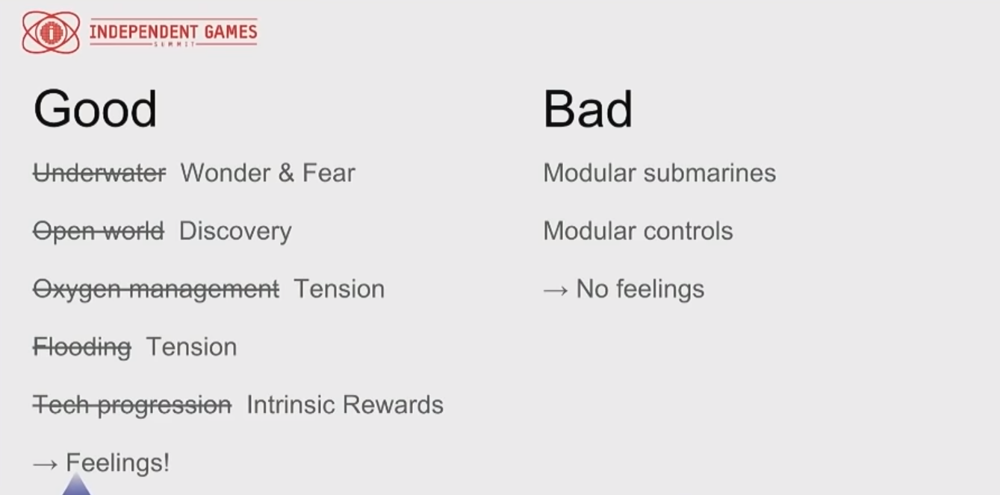 INDEPENDENT GAMES
SUMMIT
Good
Underwater Wonder & Fear
Open world Discovery
Oxygen management Tension
Flooding Tension
Tech progression Intrinsic Rewards
→ Feelings!
Bad
Modular submarines
Modular controls
→ No feelings